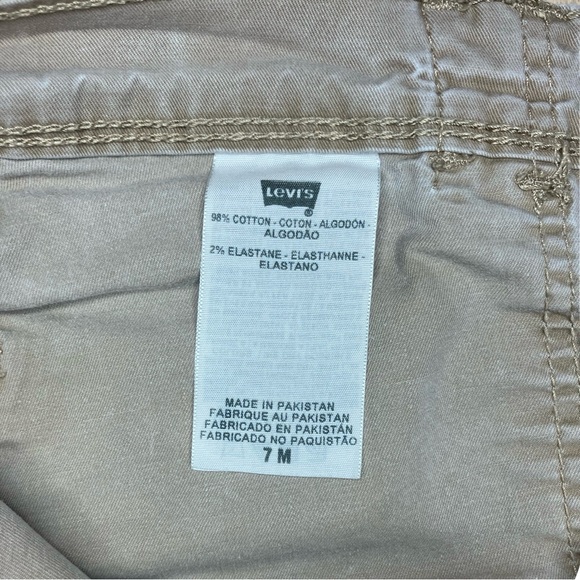 Levi's
®
98% COTTON - COTON - ALGODÓN -
ALGODÃO
2% ELASTANE - ELASTHANNE -
ELASTANO
MADE IN PAKISTAN
FABRIQUE AU PAKISTAN
FABRICADO EN PAKISTÁN
FABRICADO NO PAQUISTÃO
7 M